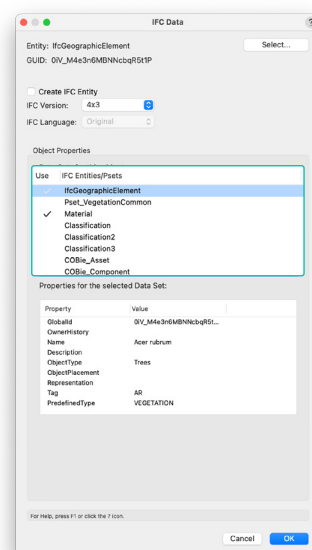 IFC Data
?
Entity: IfcGeographicElement
Select...
GUID: 0iV_M4e3n6MBNNcbqR5t1P
Create IFC Entity
IFC Version: 4x3
IFC Language: Original
Object Properties
Use IFC Entities/Psets
IfcGeographicElement
Pset_VegetationCommon
Material
Classification
Classification2
Classification3
COBie_Asset
COBie_Component
Properties for the selected Data Set:
Property Value
GlobalId 0iV_M4e3n6MBNNcbqR5t...
OwnerHistory
Name Acer rubrum
Description
ObjectType Trees
ObjectPlacement
Representation
Tag AR
PredefinedType VEGETATION
For Help, press F1 or click the ? icon.
Cancel OK